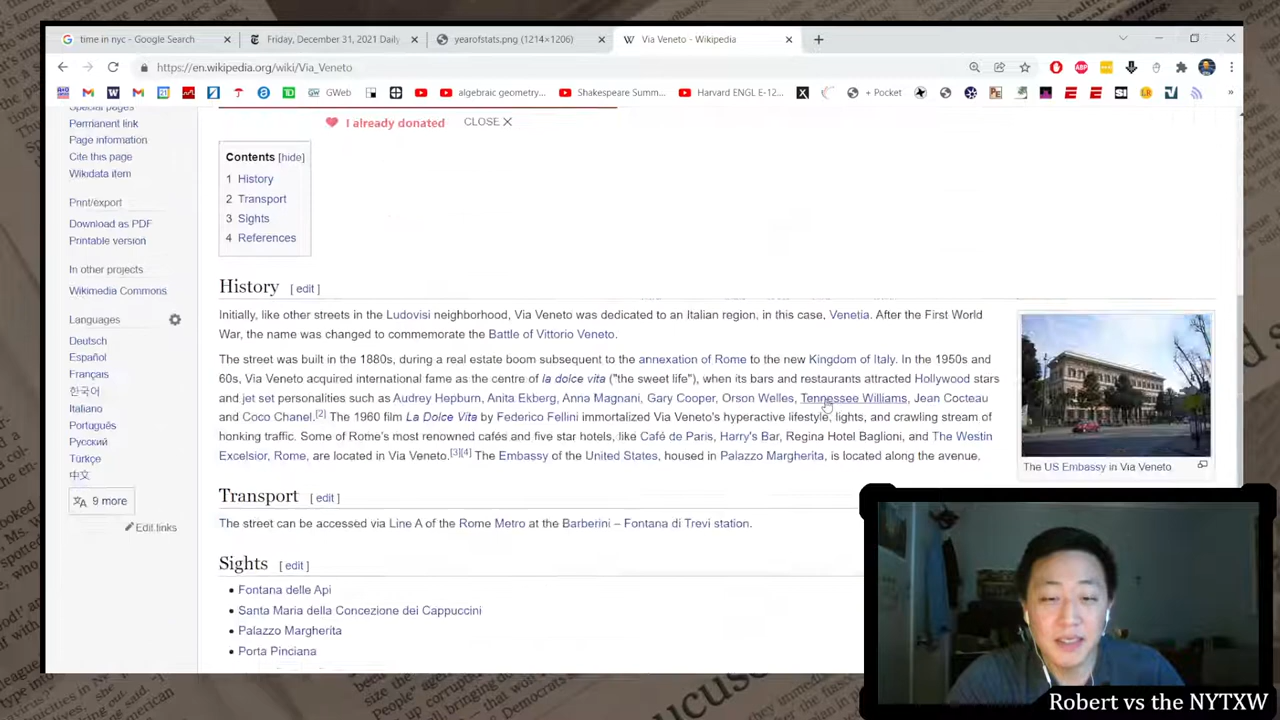 time in nyc - Google Search
Friday, December 31, 2021 Daily
yearofstats.png (1214×1206)
Via Veneto - Wikipedia
https://en.wikipedia.org/wiki/Via_Veneto
GWeb
algebraic geometry...
Shakespeare Summ...
Harvard ENGL E-12...
+ Pocket
Special pages
Permanent link
Page information
Cite this page
Wikidata item
Print/export
Download as PDF
Printable version
In other projects
Wikimedia Commons
Languages
Deutsch
Español
Français
한국어
Italiano
Português
Русский
Türkçe
中文
9 more
Edit links
I already donated CLOSE
Contents [hide]
1 History
2 Transport
3 Sights
4 References
History [ edit ]
Initially, like other streets in the Ludovisi neighborhood, Via Veneto was dedicated to an Italian region, in this case, Venetia. After the First World
War, the name was changed to commemorate the Battle of Vittorio Veneto.
The street was built in the 1880s, during a real estate boom subsequent to the annexation of Rome to the new Kingdom of Italy. In the 1950s and
60s, Via Veneto acquired international fame as the centre of la dolce vita ("the sweet life"), when its bars and restaurants attracted Hollywood stars
and jet set personalities such as Audrey Hepburn, Anita Ekberg, Anna Magnani, Gary Cooper, Orson Welles, Tennessee Williams, Jean Cocteau
and Coco Chanel.[2] The 1960 film La Dolce Vita by Federico Fellini immortalized Via Veneto's hyperactive lifestyle, lights, and crawling stream of
honking traffic. Some of Rome's most renowned cafés and five star hotels, like Café de Paris, Harry's Bar, Regina Hotel Baglioni, and The Westin
Excelsior, Rome, are located in Via Veneto.[3][4] The Embassy of the United States, housed in Palazzo Margherita, is located along the avenue.
The US Embassy in Via Veneto
Transport [ edit ]
The street can be accessed via Line A of the Rome Metro at the Barberini – Fontana di Trevi station.
Sights [ edit ]
Fontana delle Api
Santa Maria della Concezione dei Cappuccini
Palazzo Margherita
Porta Pinciana
Robert vs the NYTXW